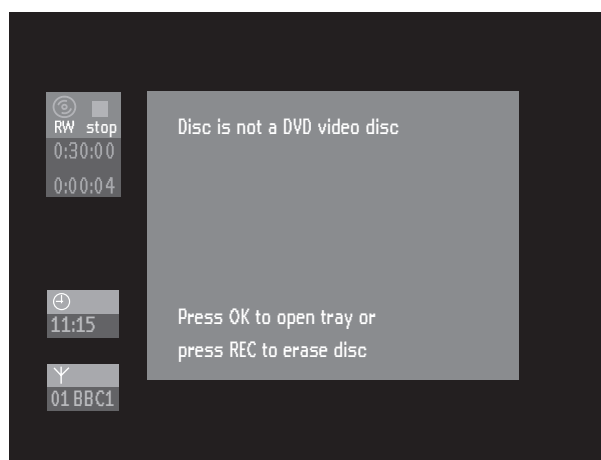 RW stop
0:30:00
0:00:04
Disc is not a DVD video disc
11:15
01 BBC1
Press OK to open tray or
press REC to erase disc